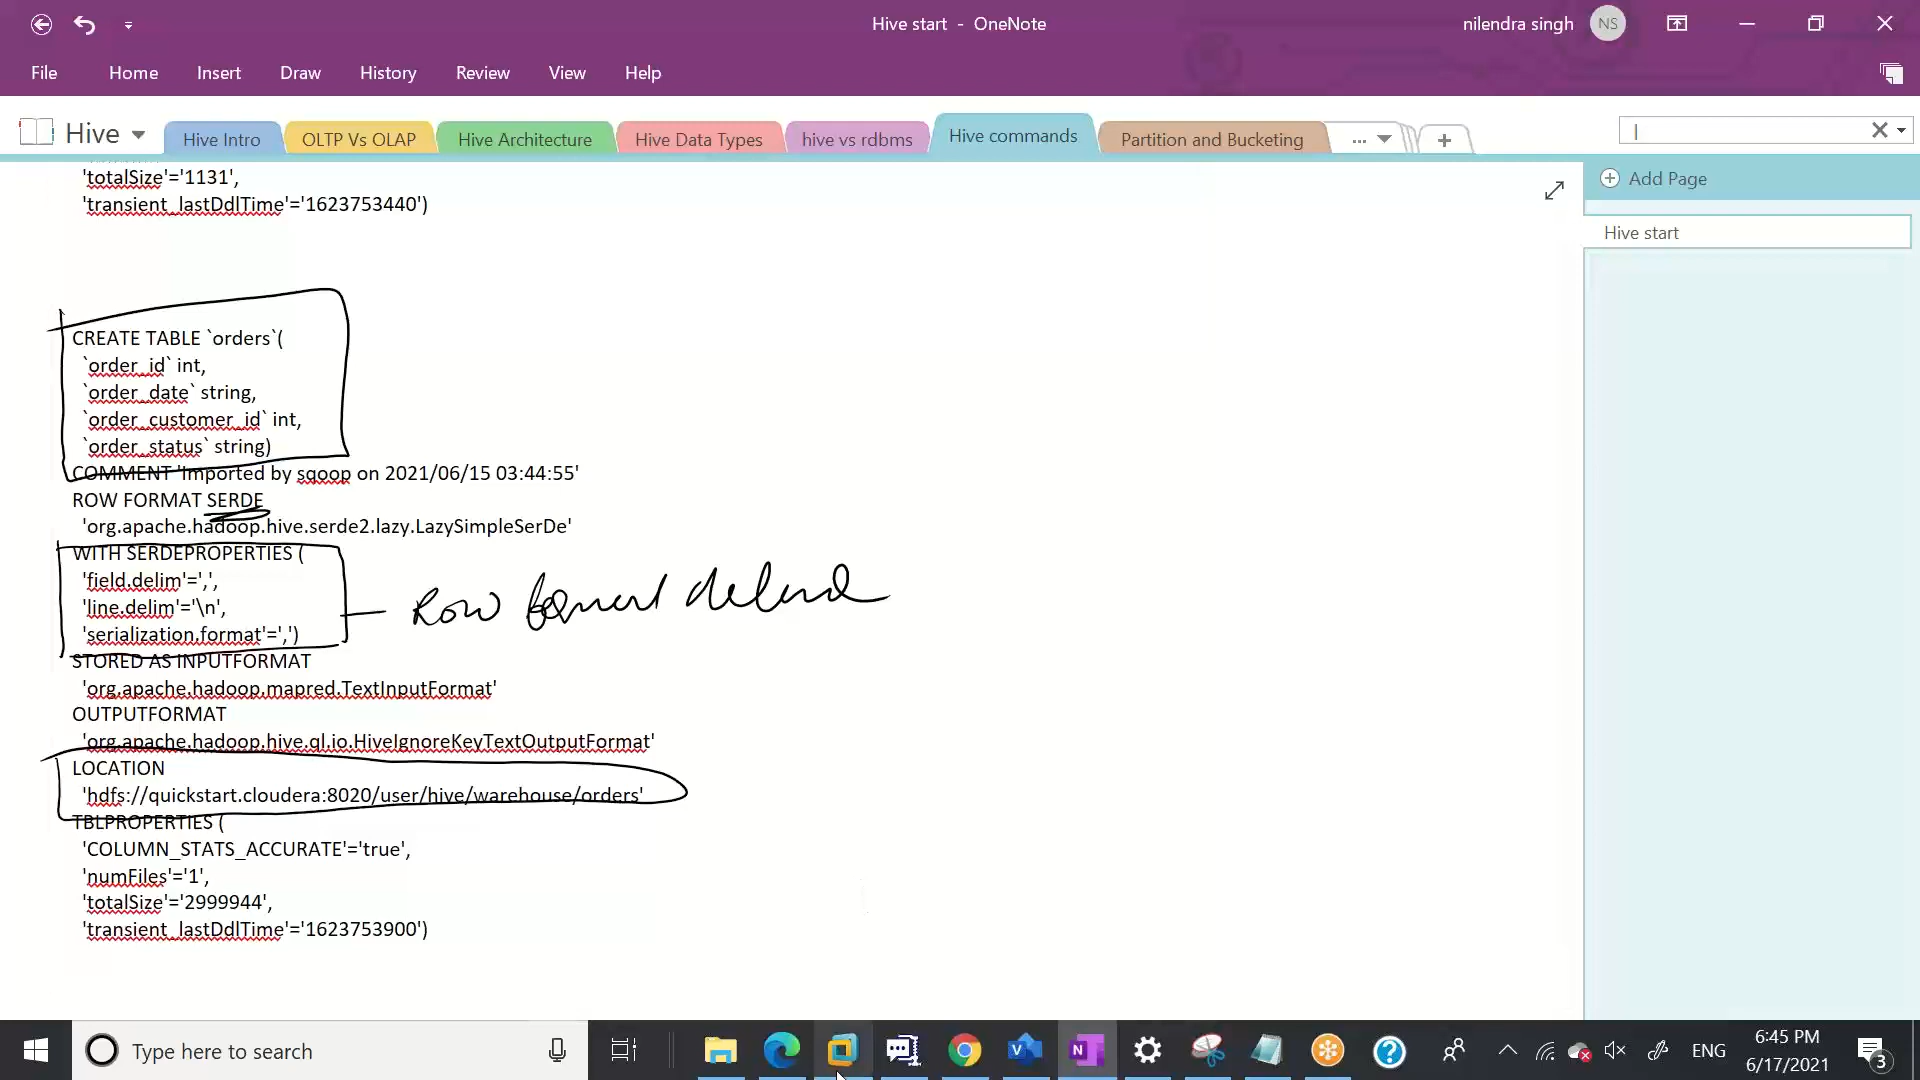 Hive start - OneNote
nilendra singh
NS
File Home Insert Draw History Review View Help
Hive
Hive Intro
OLTP Vs OLAP
Hive Architecture
Hive Data Types
hive vs rdbms
Hive commands
Partition and Bucketing
...
Add Page
Hive start
'totalSize'='1131',
'transient_lastDdlTime'='1623753440')
CREATE TABLE `orders`(
`order_id` int,
`order_date` string,
`order_customer_id` int,
`order_status` string)
COMMENT 'Imported by sqoop on 2021/06/15 03:44:55'
ROW FORMAT SERDE
'org.apache.hadoop.hive.serde2.lazy.LazySimpleSerDe'
WITH SERDEPROPERTIES (
'field.delim'=',',
'line.delim'='\n',
'serialization.format'=',')
Row format
STORED AS INPUTFORMAT
'org.apache.hadoop.mapred.TextInputFormat'
OUTPUTFORMAT
'org.apache.hadoop.hive.ql.io.HiveIgnoreKeyTextOutputFormat'
LOCATION
'hdfs://quickstart.cloudera:8020/user/hive/warehouse/orders'
TBLPROPERTIES (
'COLUMN_STATS_ACCURATE'='true',
'numFiles'='1',
'totalSize'='2999944',
'transient_lastDdlTime'='1623753900')
Type here to search
ENG
6:45 PM
6/17/2021
3